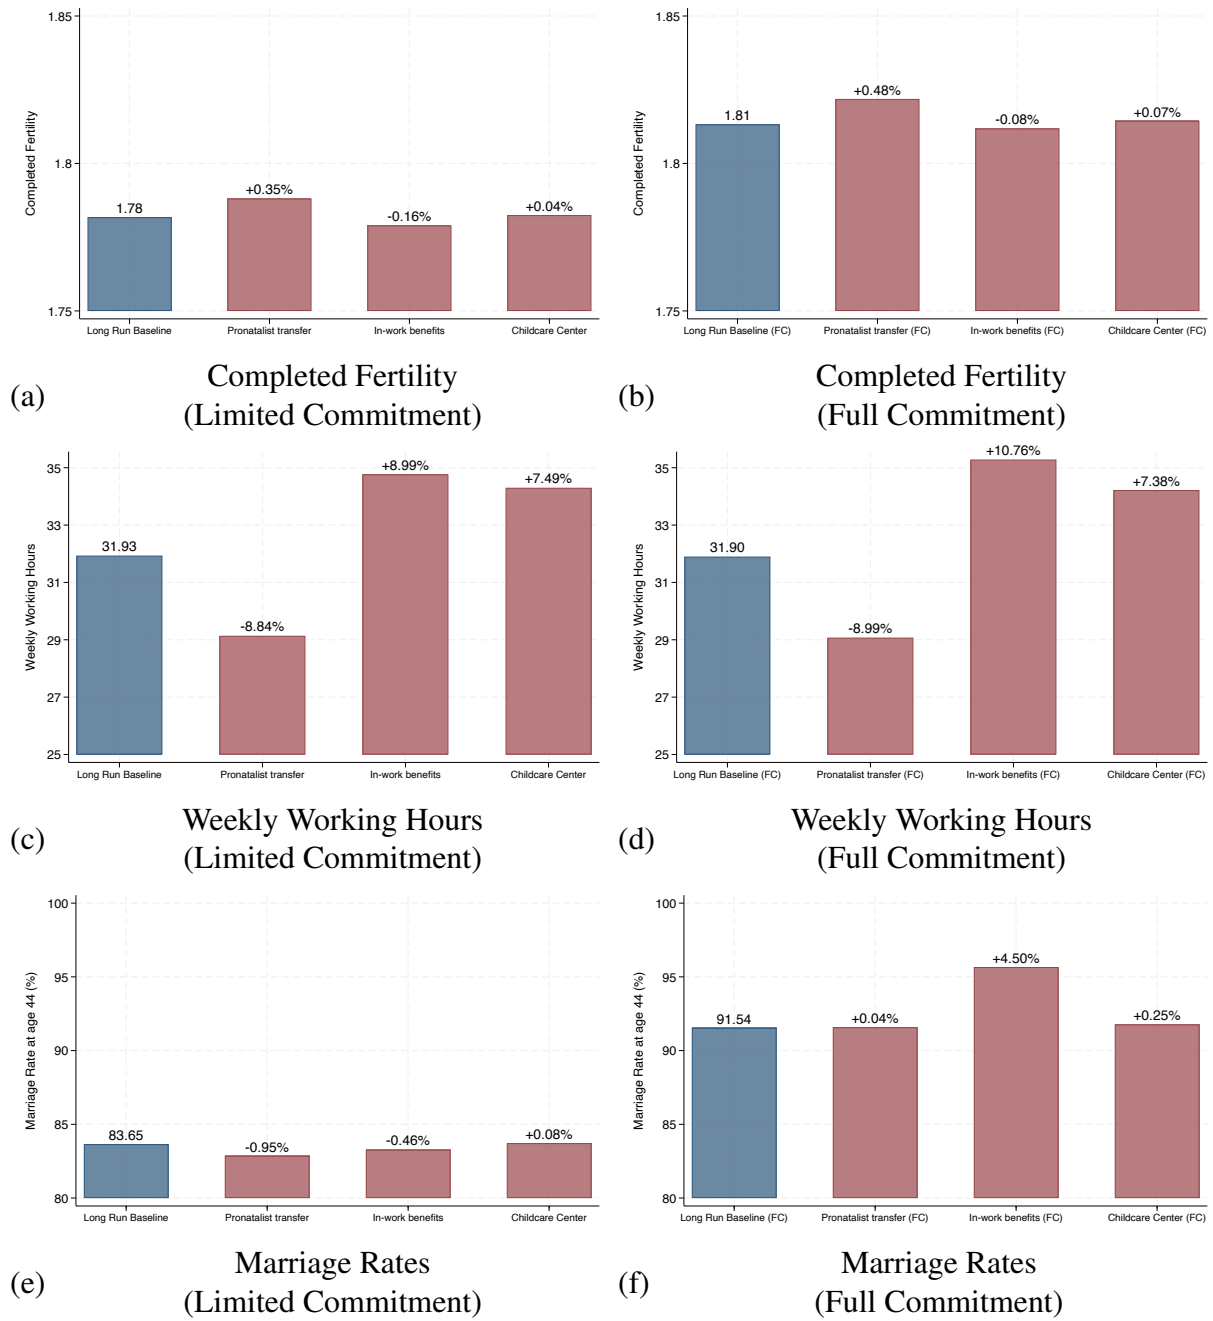 1.85
1.8
1.75
Completed Fertility
1.78
+0.35%
-0.16%
+0.04%
Long Run Baseline
Pronatalist transfer
In-work benefits
Childcare Center
(a)
Completed Fertility
(Limited Commitment)
1.85
1.8
1.75
Completed Fertility
1.81
+0.48%
-0.08%
+0.07%
Long Run Baseline (FC)
Pronatalist transfer (FC)
In-work benefits (FC)
Childcare Center (FC)
(b)
Completed Fertility
(Full Commitment)
35
33
31
29
27
25
Weekly Working Hours
31.93
-8.84%
+8.99%
+7.49%
Long Run Baseline
Pronatalist transfer
In-work benefits
Childcare Center
(c)
Weekly Working Hours
(Limited Commitment)
35
33
31
29
27
25
Weekly Working Hours
31.90
-8.99%
+10.76%
+7.38%
Long Run Baseline (FC)
Pronatalist transfer (FC)
In-work benefits (FC)
Childcare Center (FC)
(d)
Weekly Working Hours
(Full Commitment)
100
95
90
85
80
Marriage Rate at age 44 (%)
83.65
-0.95%
-0.46%
+0.08%
Long Run Baseline
Pronatalist transfer
In-work benefits
Childcare Center
(e)
Marriage Rates
(Limited Commitment)
100
95
90
85
80
Marriage Rate at age 44 (%)
91.54
+0.04%
+4.50%
+0.25%
Long Run Baseline (FC)
Pronatalist transfer (FC)
In-work benefits (FC)
Childcare Center (FC)
(f)
Marriage Rates
(Full Commitment)